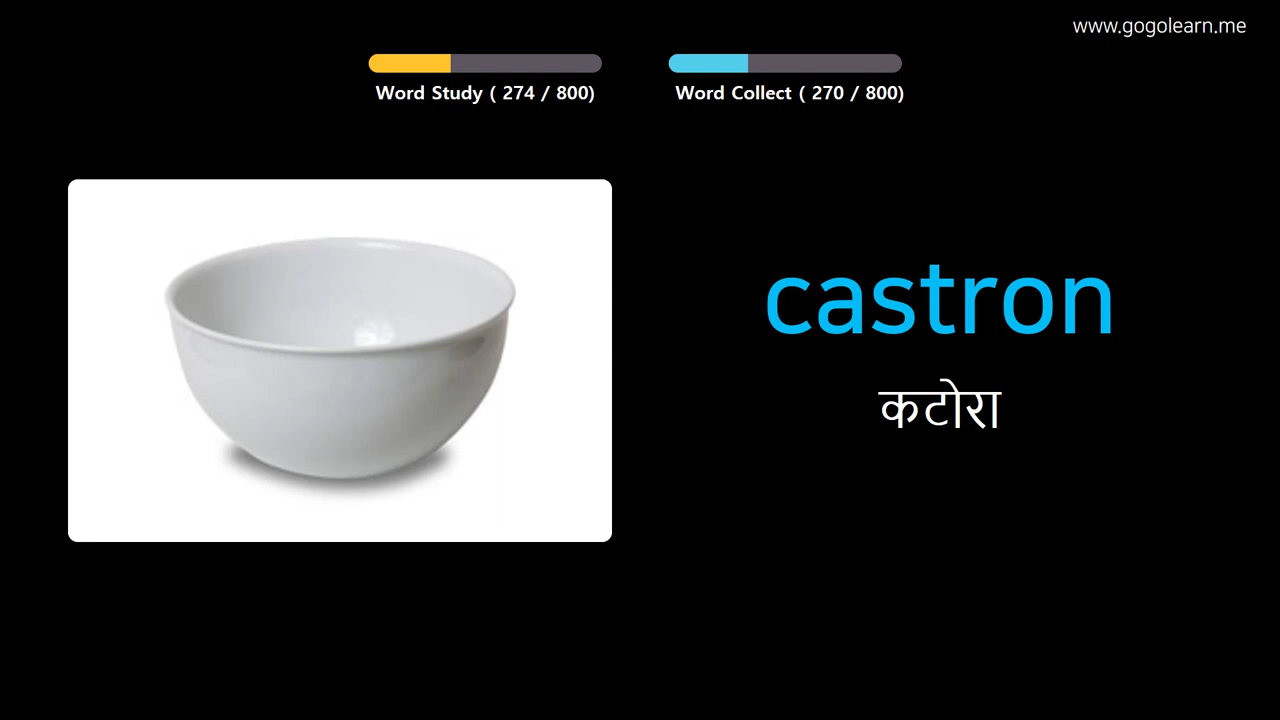 www.gogolearn.me
Word Study ( 274 / 800)
Word Collect ( 270 / 800)
castron
कटोरा